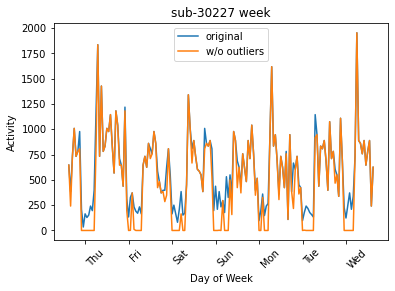 sub-30227 week
original
w/o outliers
Activity
2000
1750
1500
1250
1000
750
500
250
0
Thu
Fri
Sat
Sun
Mon
Tue
Wed
Day of Week